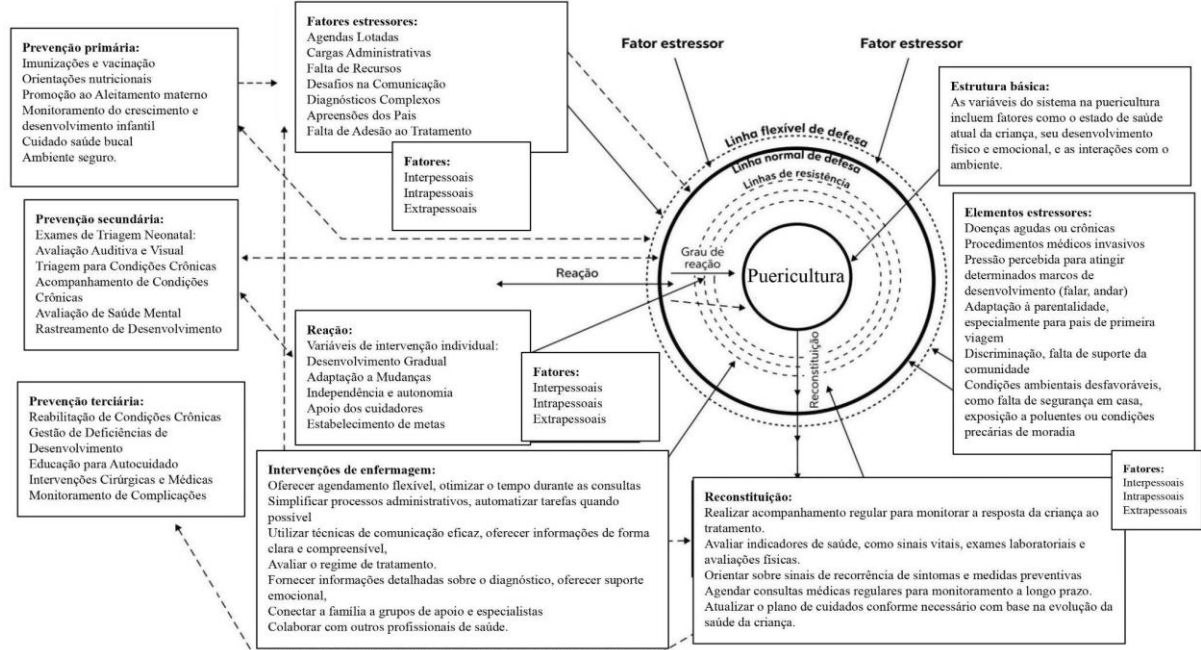 Prevenção primária:
Imunizações e vacinação
Orientações nutricionais
Promoção ao Aleitamento materno
Monitoramento do crescimento e
desenvolvimento infantil
Cuidado saúde bucal
Ambiente seguro.
Fatores estressores:
Agendas Lotadas
Cargas Administrativas
Falta de Recursos
Desafios na Comunicação
Diagnósticos Complexos
Apreensões dos Pais
Falta de Adesão ao Tratamento
Fatores:
Interpessoais
Intrapessoais
Extrapessoais
Fator estressor
Fator estressor
Estrutura básica:
As variáveis do sistema na puericultura
incluem fatores como o estado de saúde
atual da criança, seu desenvolvimento
físico e emocional, e as interações com o
ambiente.
Linha flexível de defesa
Linha normal de defesa
Linhas de resistência
Grau de
reação
Puericultura
Reação
Reconstituição
Prevenção secundária:
Exames de Triagem Neonatal:
Avaliação Auditiva e Visual
Triagem para Condições Crônicas
Acompanhamento de Condições
Crônicas
Avaliação de Saúde Mental
Rastreamento de Desenvolvimento
Elementos estressores:
Doenças agudas ou crônicas
Procedimentos médicos invasivos
Pressão percebida para atingir
determinados marcos de
desenvolvimento (falar, andar)
Adaptação à parentalidade,
especialmente para pais de primeira
viagem
Discriminação, falta de suporte da
comunidade
Condições ambientais desfavoráveis,
como falta de segurança em casa,
exposição a poluentes ou condições
precárias de moradia
Reação:
Variáveis de intervenção individual:
Desenvolvimento Gradual
Adaptação a Mudanças
Independência e autonomia
Apoio dos cuidadores
Estabelecimento de metas
Fatores:
Interpessoais
Intrapessoais
Extrapessoais
Prevenção terciária:
Reabilitação de Condições Crônicas
Gestão de Deficiências de
Desenvolvimento
Educação para Autocuidado
Intervenções Cirúrgicas e Médicas
Monitoramento de Complicações
Intervenções de enfermagem:
Oferecer agendamento flexível, otimizar o tempo durante as consultas
Simplificar processos administrativos, automatizar tarefas quando
possível
Utilizar técnicas de comunicação eficaz, oferecer informações de forma
clara e compreensível,
Avaliar o regime de tratamento.
Fornecer informações detalhadas sobre o diagnóstico, oferecer suporte
emocional,
Conectar a família a grupos de apoio e especialistas
Colaborar com outros profissionais de saúde.
Fatores:
Interpessoais
Intrapessoais
Extrapessoais
Reconstituição:
Realizar acompanhamento regular para monitorar a resposta da criança ao
tratamento.
Avaliar indicadores de saúde, como sinais vitais, exames laboratoriais e
avaliações físicas.
Orientar sobre sinais de recorrência de sintomas e medidas preventivas
Agendar consultas médicas regulares para monitoramento a longo prazo.
Atualizar o plano de cuidados conforme necessário com base na evolução da
saúde da criança.